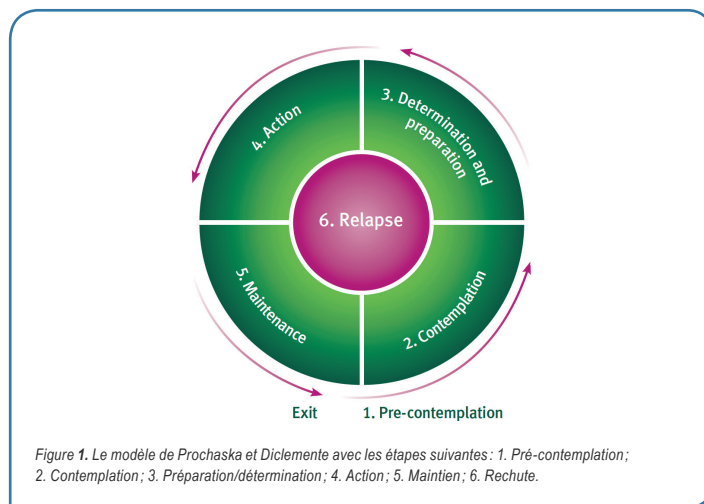 4. Action
3. Determination and
preparation
6. Relapse
5. Maintenance
2. Contemplation
Exit
1. Pre-contemplation
Figure 1. Le modèle de Prochaska et Diclemente avec les étapes suivantes : 1. Pré-contemplation ;
2. Contemplation ; 3. Préparation/détermination ; 4. Action ; 5. Maintien ; 6. Rechute.